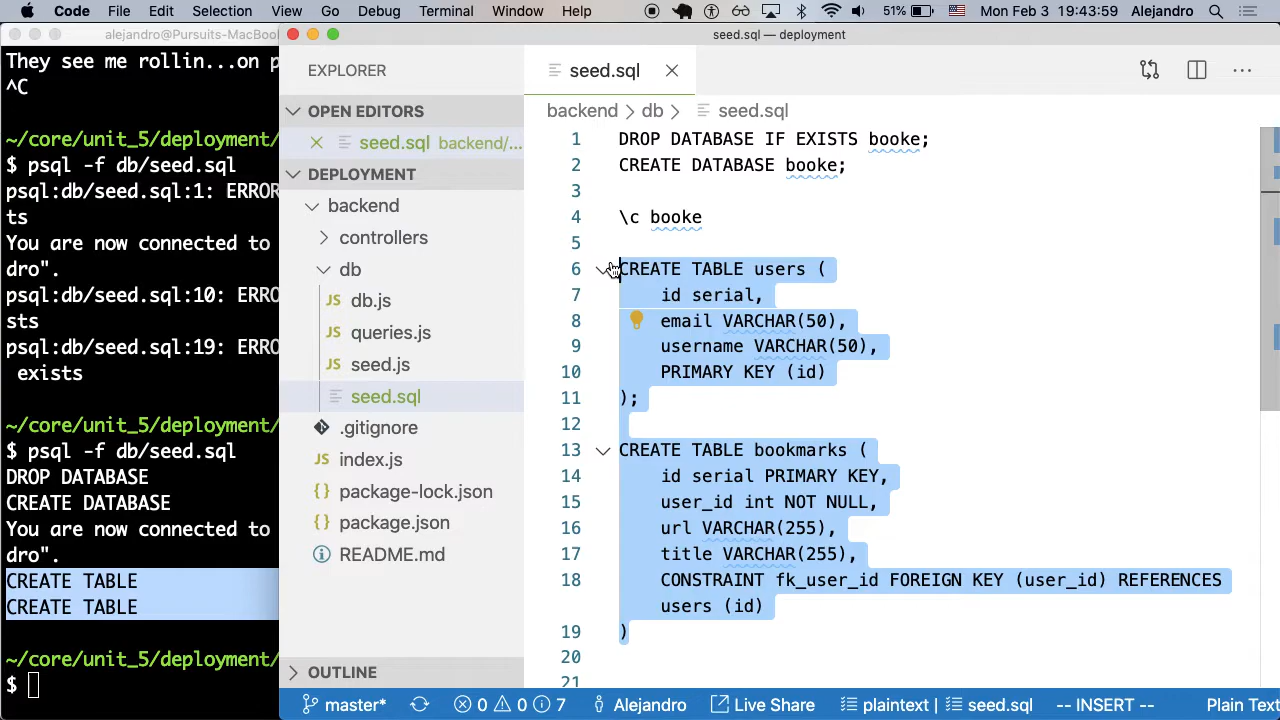 Code File Edit Selection View Go Debug Terminal Window Help 51% Mon Feb 3 19:43:59 Alejandro
alejandro@Pursuits-MacBoo
seed.sql — deployment
They see me rollin...on p
^C
~/core/unit_5/deployment/
$ psql -f db/seed.sql
psql:db/seed.sql:1: ERROR
ts
You are now connected to
dro".
psql:db/seed.sql:10: ERRO
sts
psql:db/seed.sql:19: ERRO
exists
~/core/unit_5/deployment/
$ psql -f db/seed.sql
DROP DATABASE
CREATE DATABASE
You are now connected to
dro".
CREATE TABLE
CREATE TABLE
~/core/unit_5/deployment/
$
EXPLORER
OPEN EDITORS
seed.sql backend/...
DEPLOYMENT
backend
controllers
db
JS db.js
JS queries.js
JS seed.js
seed.sql
.gitignore
JS index.js
{} package-lock.json
{} package.json
README.md
OUTLINE
seed.sql
backend > db > seed.sql
1 DROP DATABASE IF EXISTS booke;
2 CREATE DATABASE booke;
3
4 \c booke
5
6 CREATE TABLE users (
7 id serial,
8 email VARCHAR(50),
9 username VARCHAR(50),
10 PRIMARY KEY (id)
11 );
12
13 CREATE TABLE bookmarks (
14 id serial PRIMARY KEY,
15 user_id int NOT NULL,
16 url VARCHAR(255),
17 title VARCHAR(255),
18 CONSTRAINT fk_user_id FOREIGN KEY (user_id) REFERENCES
users (id)
19 )
20
21
master* 0 0 7 Alejandro Live Share plaintext | seed.sql -- INSERT -- Plain Text